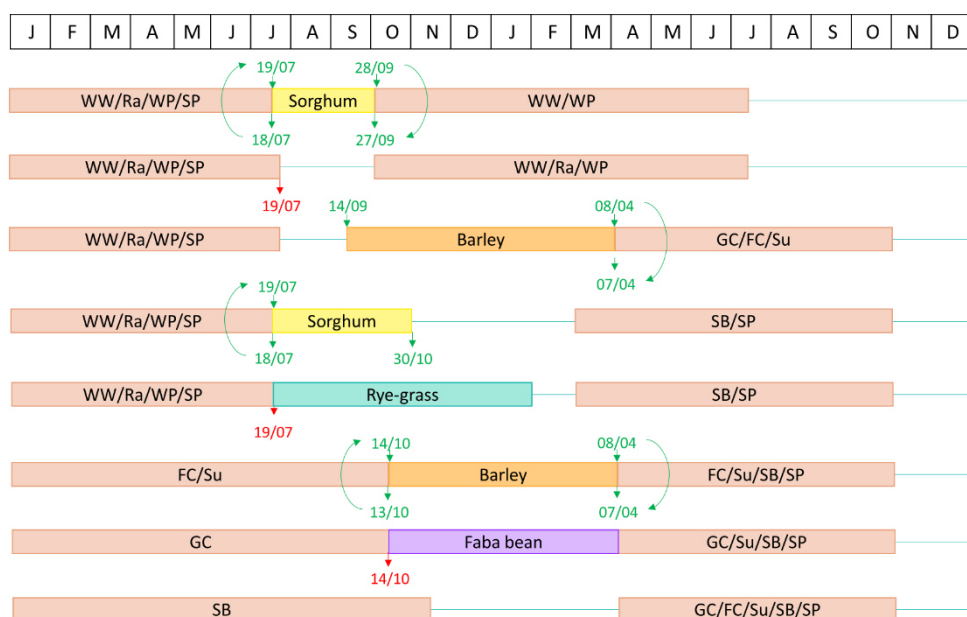 J F M A M J J A S O N D J F M A J J A S O N D
19/07 28/09
WW/Ra/WP/SP Sorghum WW/WP
18/07 27/09
WW/Ra/WP/SP WW/Ra/WP
19/07
14/09 08/04
WW/Ra/WP/SP Barley GC/FC/Su
07/04
19/07
WW/Ra/WP/SP Sorghum SB/SP
18/07 30/10
WW/Ra/WP/SP Rye-grass SB/SP
19/07
14/10 08/04
FC/Su Barley FC/Su/SB/SP
13/10 07/04
GC Faba bean GC/Su/SB/SP
14/10
SB GC/FC/Su/SB/SP